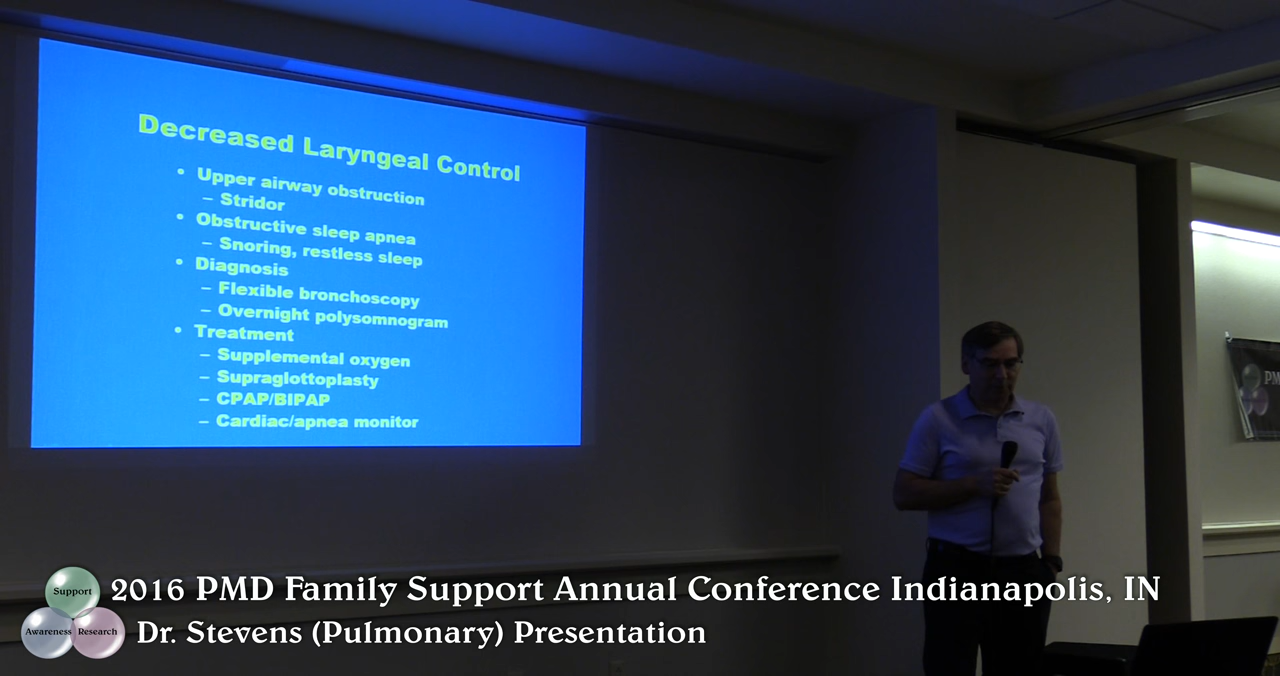 Decreased Laryngeal Control
• Upper airway obstruction
– Stridor
• Obstructive sleep apnea
– Snoring, restless sleep
• Diagnosis
– Flexible bronchoscopy
– Overnight polysomnogram
• Treatment
– Supplemental oxygen
– Supraglottoplasty
– CPAP/BIPAP
– Cardiac/apnea monitor
PM
Support
Awareness Research
2016 PMD Family Support Annual Conference Indianapolis, IN
Dr. Stevens (Pulmonary) Presentation